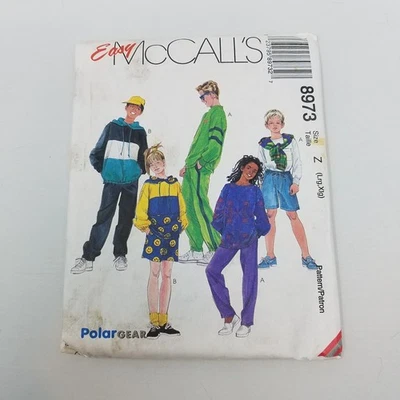 Easy McCALL'S
8973
Size Taille Z (Lrg,Xlg)
Pattern/Patron
B
A
A
B
A
PolarGEAR